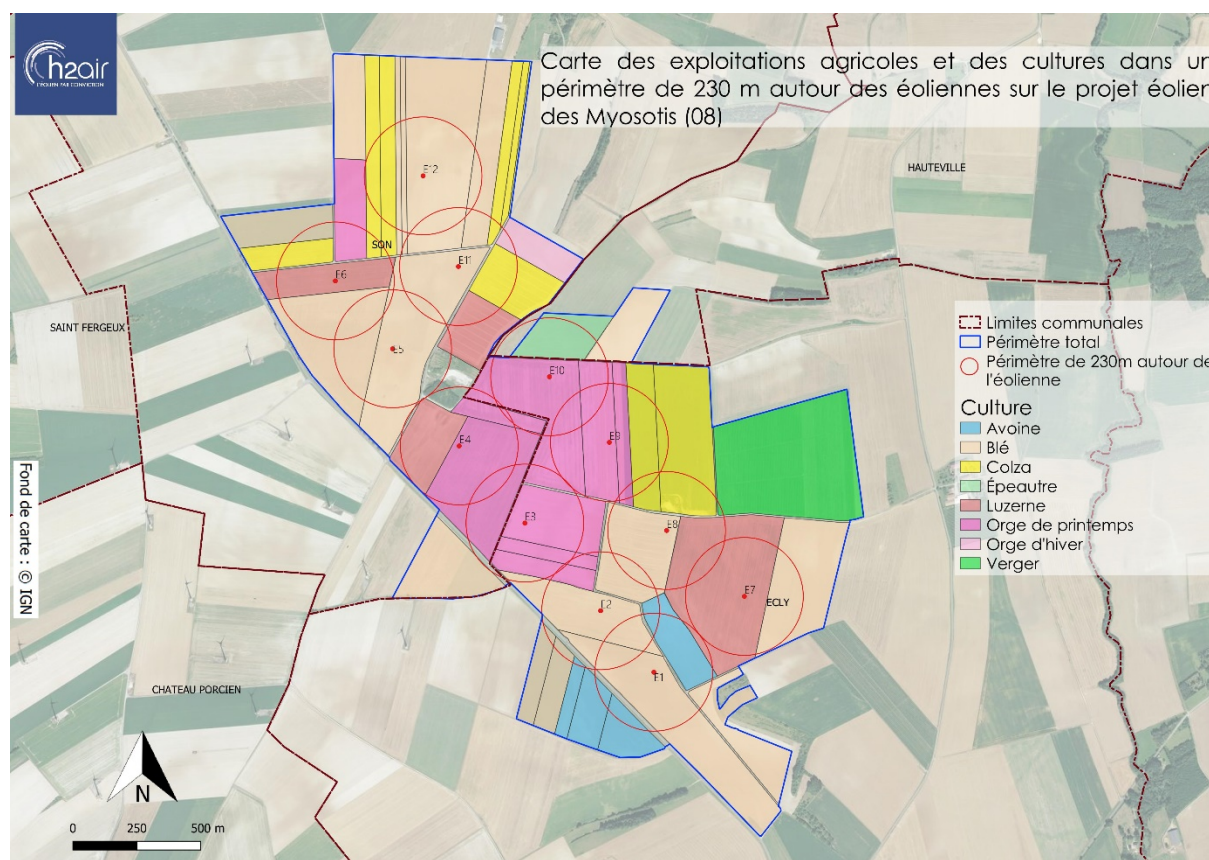 h2air
L'ÉOLIEN PAR CONVICTION
Carte des exploitations agricoles et des cultures dans un
périmètre de 230 m autour des éoliennes sur le projet éolien
des Myosotis (08)
HAUTEVILLE
E12
SON
E11
E6
SAINT FERGEUX
E5
E10
E9
E4
E3
E8
E7
ECLY
E2
E1
CHATEAU PORCIEN
Limites communales
Périmètre total
Périmètre de 230m autour de
l'éolienne
Culture
Avoine
Blé
Colza
Épeautre
Luzerne
Orge de printemps
Orge d'hiver
Verger
Fond de carte : © IGN
N
0 250 500 m